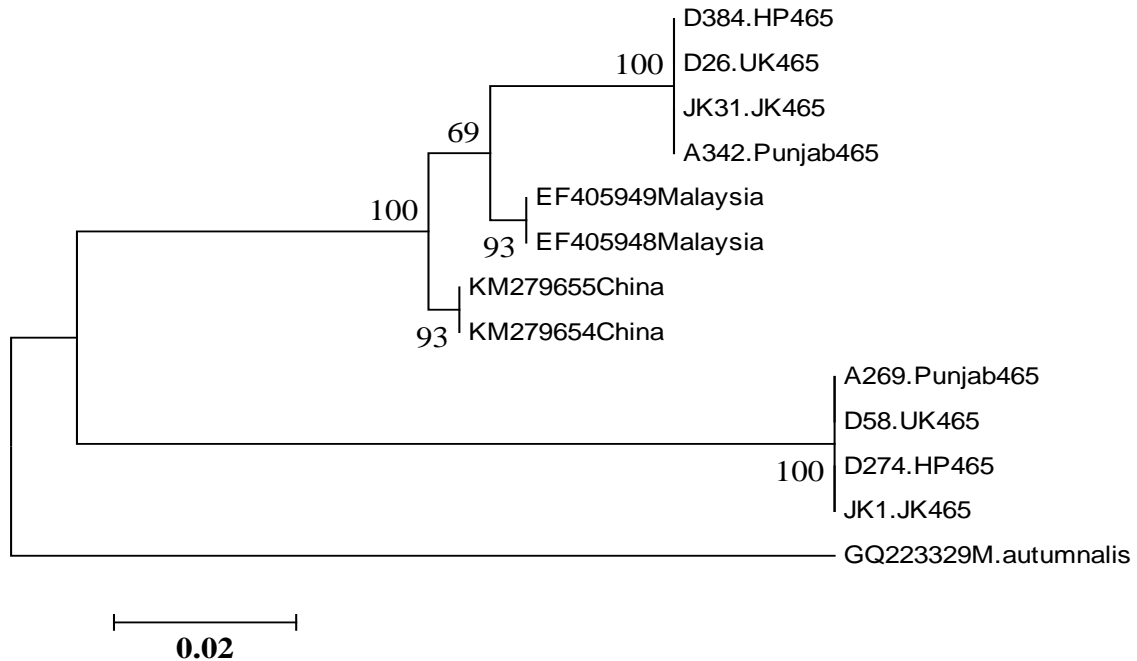 D384.HP465
100
D26.UK465
JK31.JK465
69
A342.Punjab465
EF405949Malaysia
100
EF405948Malaysia
93
KM279655China
KM279654China
93
A269.Punjab465
D58.UK465
D274.HP465
100
JK1.JK465
GQ223329M.autumnalis
0.02